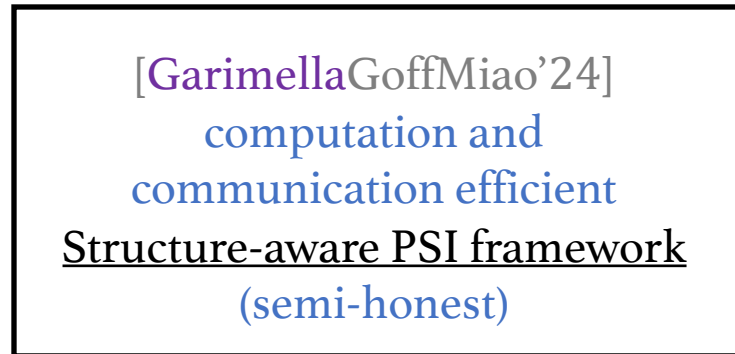 [GarimellaGoffMiao’24]
computation and
communication efficient
Structure-aware PSI framework
(semi-honest)